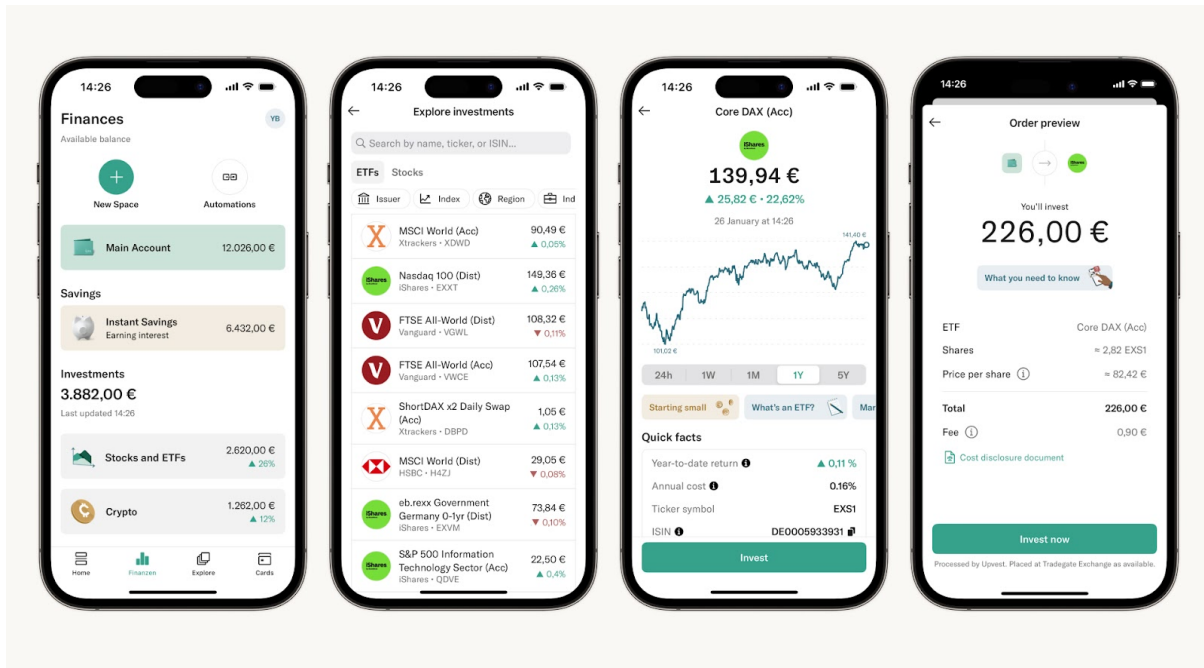 14:26
Finances
YB
Available balance
New Space
Automations
Main Account
12.026,00 €
Savings
Instant Savings
Earning interest
6.432,00 €
Investments
3.882,00 €
Last updated 14:26
Stocks and ETFs
2.620,00 €
▲ 26%
Crypto
1.262,00 €
▲ 12%
Home
Finanzen
Explore
Cards
14:26
Explore investments
Search by name, ticker, or ISIN...
ETFs
Stocks
Issuer
Index
Region
Ind
MSCI World (Acc)
Xtrackers • XDWD
90,49 €
▲ 0,05%
iShares
Nasdaq 100 (Dist)
iShares • EXXT
149,36 €
▲ 0,26%
FTSE All-World (Dist)
Vanguard • VGWL
108,32 €
▼ 0,11%
FTSE All-World (Acc)
Vanguard • VWCE
107,54 €
▲ 0,13%
ShortDAX x2 Daily Swap
(Acc)
Xtrackers • DBPD
1,05 €
▲ 0,13%
MSCI World (Dist)
HSBC • H4ZJ
29,05 €
▼ 0,08%
iShares
eb.rexx Government
Germany 0-1yr (Dist)
iShares • EXVM
73,84 €
▼ 0,10%
iShares
S&P 500 Information
Technology Sector (Acc)
iShares • QDVE
22,50 €
▲ 0,4%
14:26
Core DAX (Acc)
iShares
139,94 €
▲ 25,82 € • 22,62%
26 January at 14:26
141,40 €
101,02 €
24h
1W
1M
1Y
5Y
Starting small
What's an ETF?
Mar
Quick facts
Year-to-date return
▲ 0,11 %
Annual cost
0.16%
Ticker symbol
EXS1
ISIN
DE0005933931
Invest
14:26
Order preview
iShares
You'll invest
226,00 €
What you need to know
ETF
Core DAX (Acc)
Shares
≈ 2,82 EXS1
Price per share
≈ 82,42 €
Total
226,00 €
Fee
0,90 €
Cost disclosure document
Invest now
Processed by Upvest. Placed at Tradegate Exchange as available.